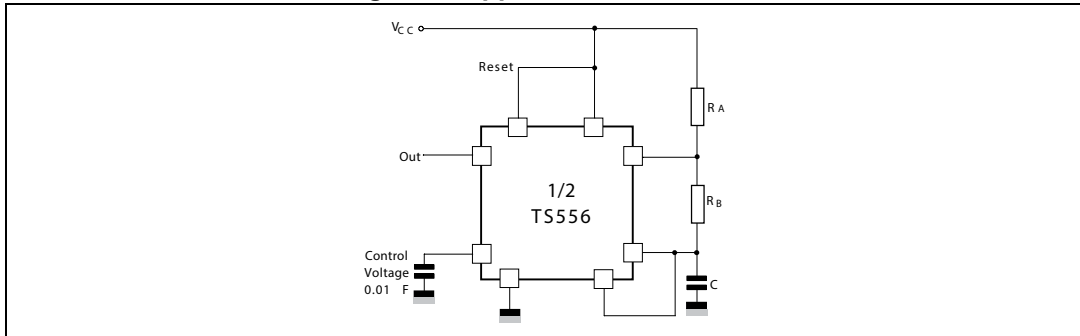 VCC
Reset
RA
Out
1/2
TS556
RB
Control
Voltage
0.01 F
C